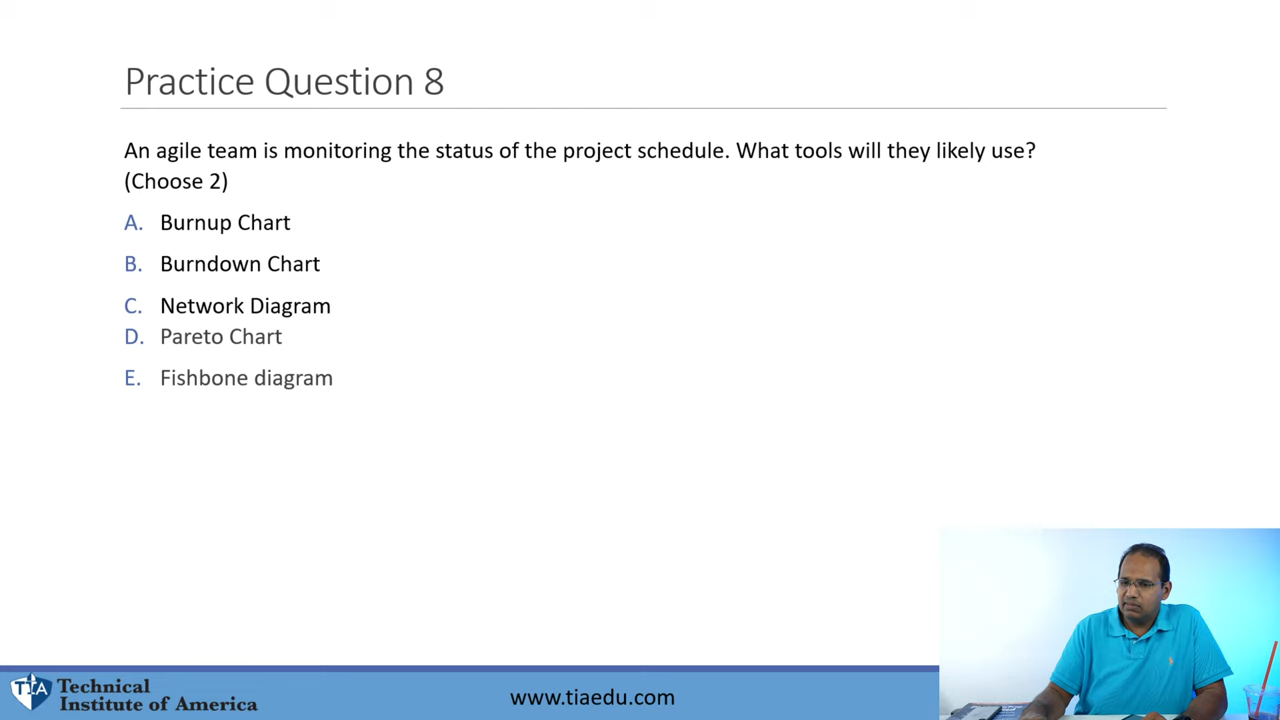 Practice Question 8
An agile team is monitoring the status of the project schedule. What tools will they likely use?
(Choose 2)
A. Burnup Chart
B. Burndown Chart
C. Network Diagram
D. Pareto Chart
E. Fishbone diagram
TIA
Technical
Institute of America
www.tiaedu.com